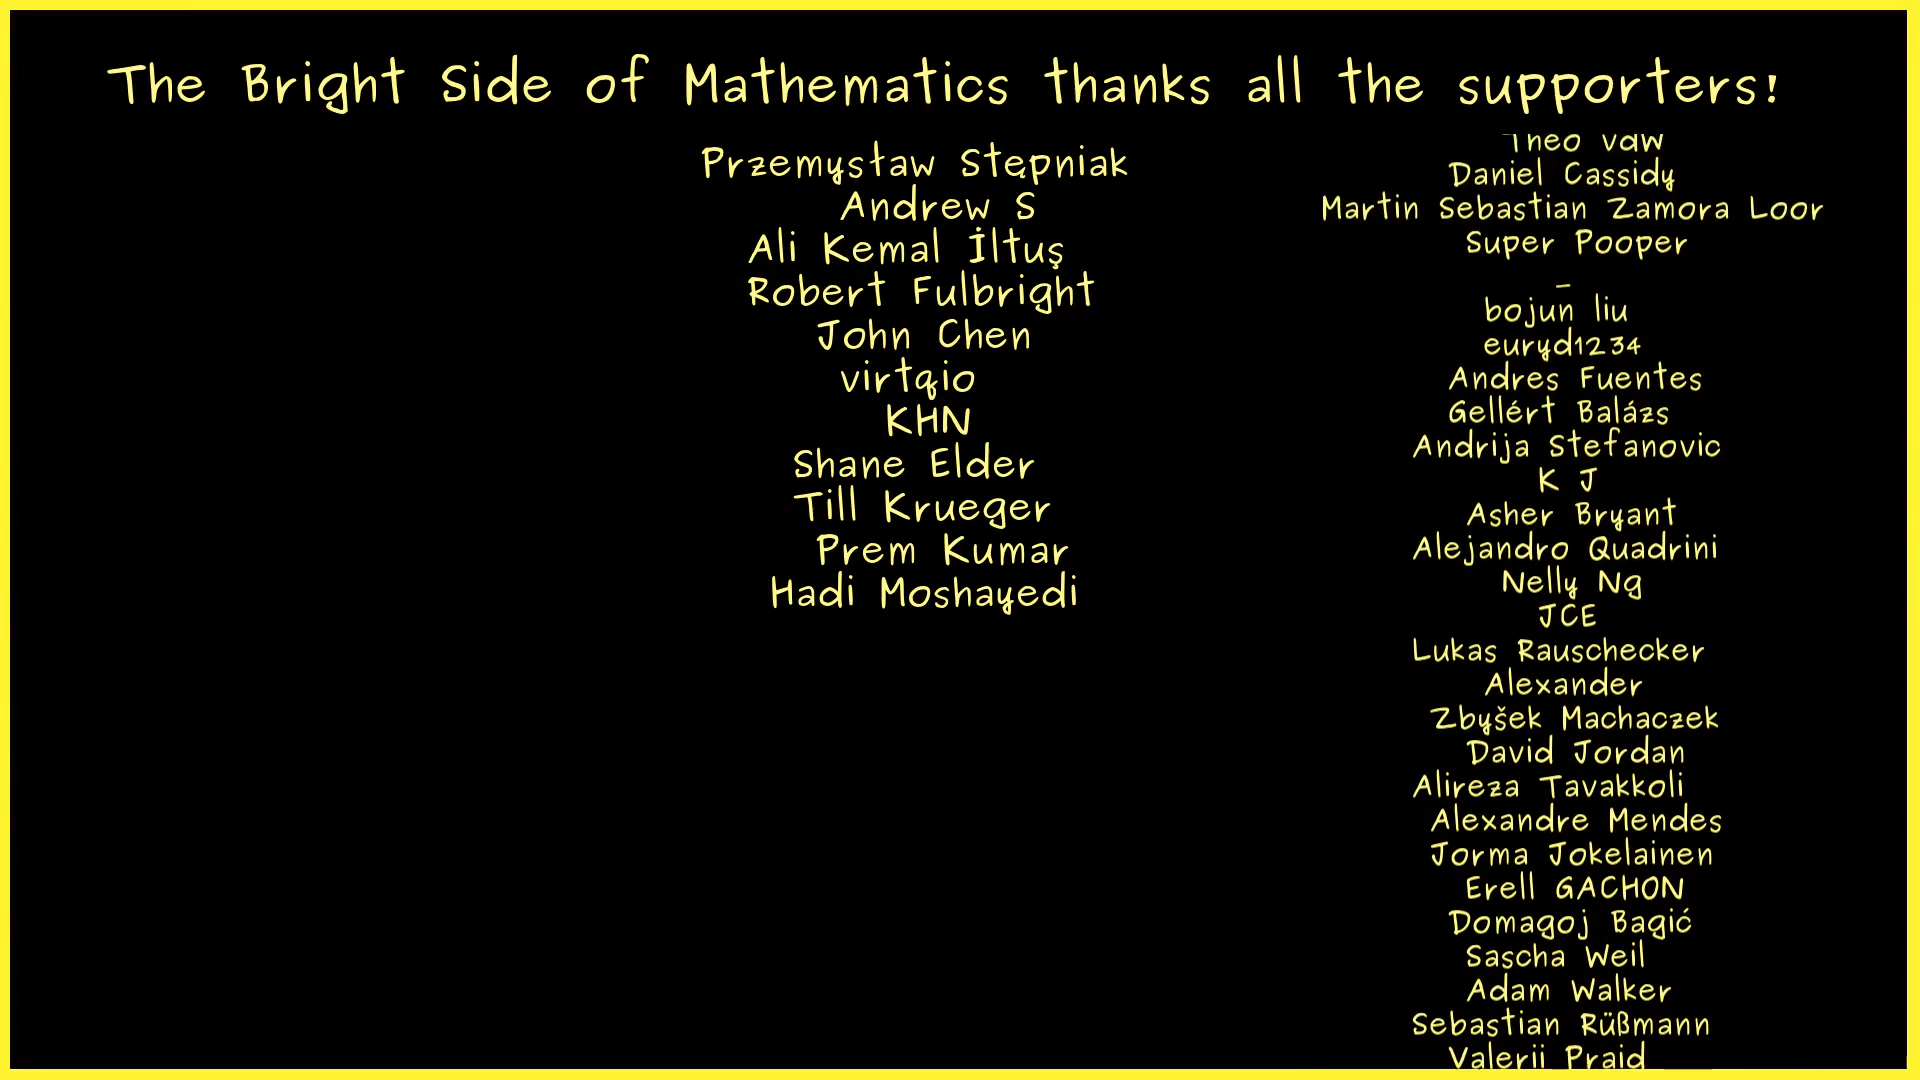 The Bright Side of Mathematics thanks all the supporters!
Przemysław Stępniak
Andrew S
Ali Kemal İltuş
Robert Fulbright
John Chen
virtqio
KHN
Shane Elder
Till Krueger
Prem Kumar
Hadi Moshayedi
Theo vdW
Daniel Cassidy
Martin Sebastian Zamora Loor
Super Pooper
_
bojun liu
euryd1234
Andres Fuentes
Gellért Balázs
Andrija Stefanovic
K J
Asher Bryant
Alejandro Quadrini
Nelly Ng
JCE
Lukas Rauschecker
Alexander
Zbyšek Machaczek
David Jordan
Alireza Tavakkoli
Alexandre Mendes
Jorma Jokelainen
Erell GACHON
Domagoj Bagić
Sascha Weil
Adam Walker
Sebastian Rüßmann
Valerii Praid